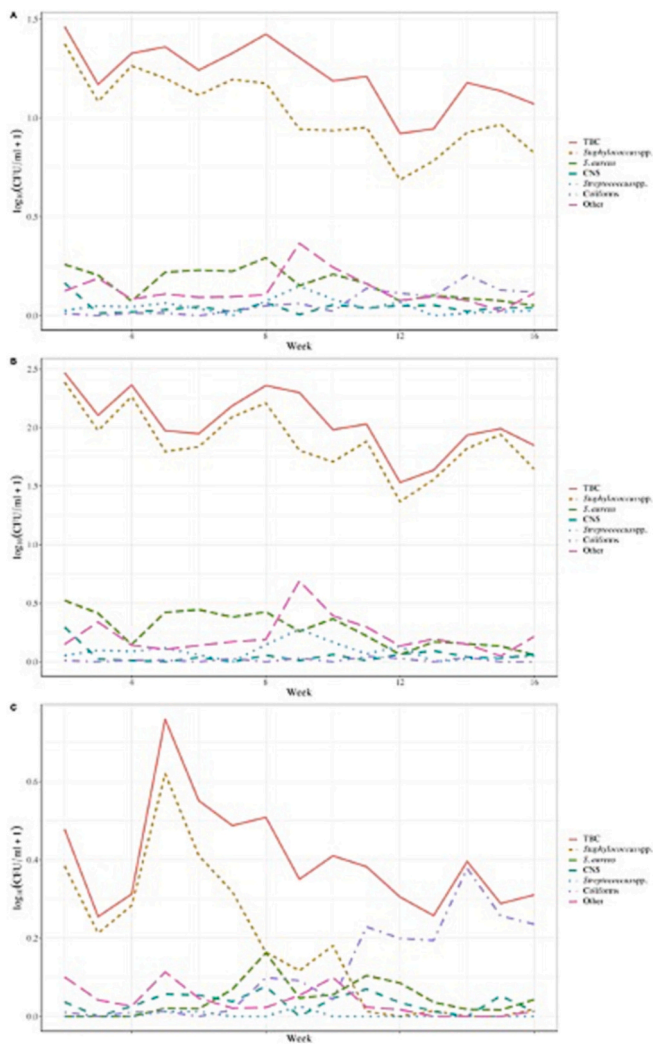 A
1.5
1.0
0.5
0.0
log₁₀(CFU/ml + 1)
4
8
12
16
Week
TBC
Staphylococcus spp.
S. aureus
CNS
Streptococcus spp.
Coliforms
Other
B
2.5
2.0
1.5
1.0
0.5
0.0
log₁₀(CFU/ml + 1)
4
8
12
16
Week
TBC
Staphylococcus spp.
S. aureus
CNS
Streptococcus spp.
Coliforms
Other
C
0.6
0.4
0.2
0.0
log₁₀(CFU/ml + 1)
4
8
12
16
Week
TBC
Staphylococcus spp.
S. aureus
CNS
Streptococcus spp.
Coliforms
Other